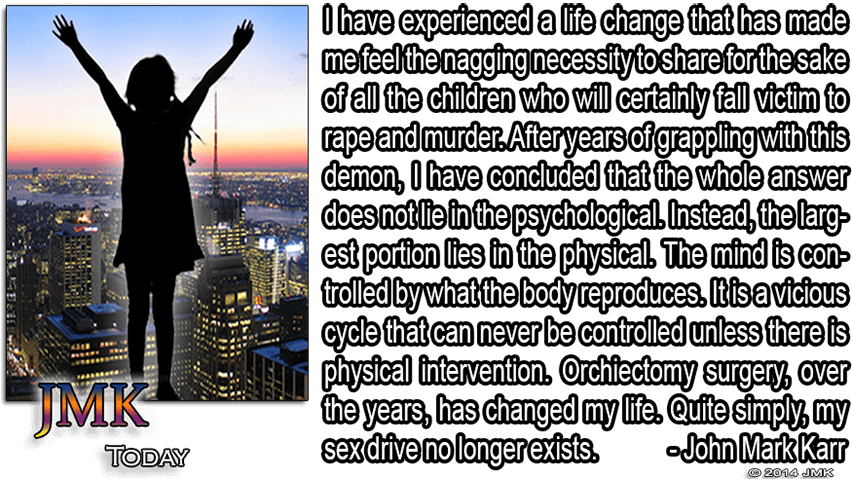 I have experienced a life change that has made
me feel the nagging necessity to share for the sake
of all the children who will certainly fall victim to
rape and murder. After years of grappling with this
demon, I have concluded that the whole answer
does not lie in the psychological. Instead, the larg-
est portion lies in the physical. The mind is con-
trolled by what the body reproduces. It is a vicious
cycle that can never be controlled unless there is
physical intervention. Orchiectomy surgery, over
the years, has changed my life. Quite simply, my
sex drive no longer exists. - John Mark Karr
© 2014 JMK
JMK
TODAY